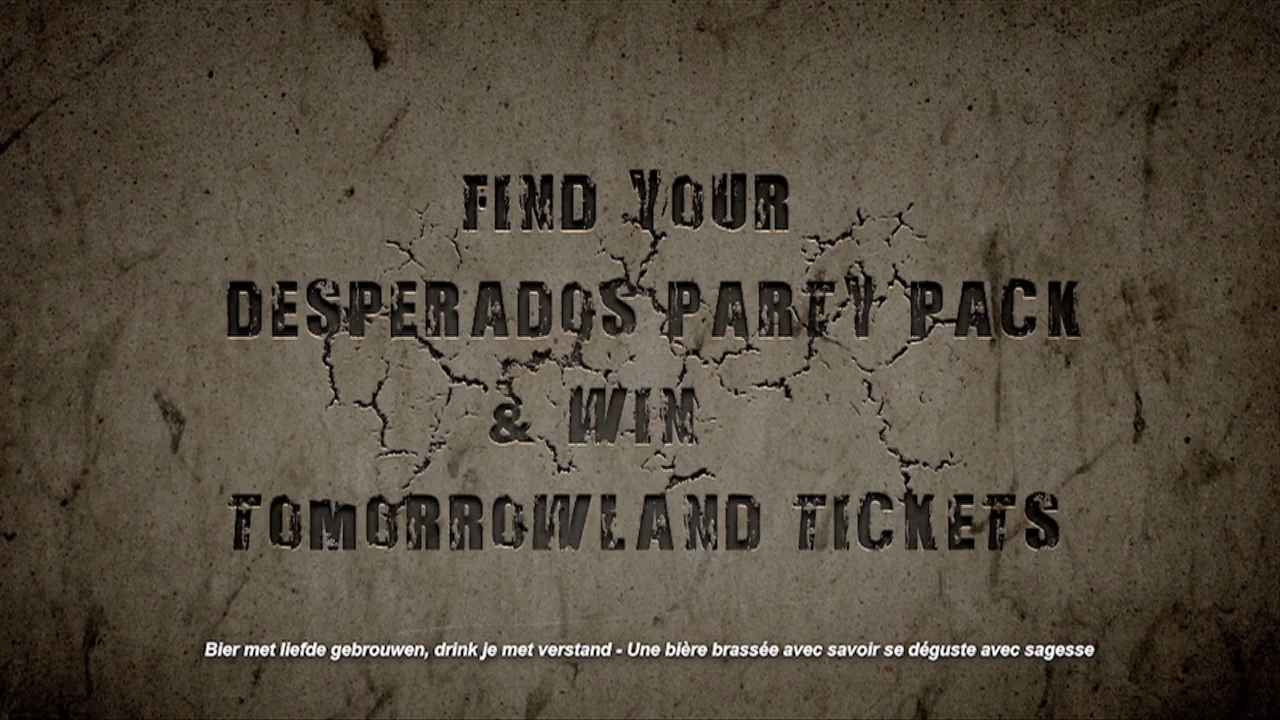 FIND YOUR
DESPERADOS PARTY PACK
& WIN
TOMORROWLAND TICKETS
Bier met liefde gebrouwen, drink je met verstand - Une bière brassée avec savoir se déguste avec sagesse